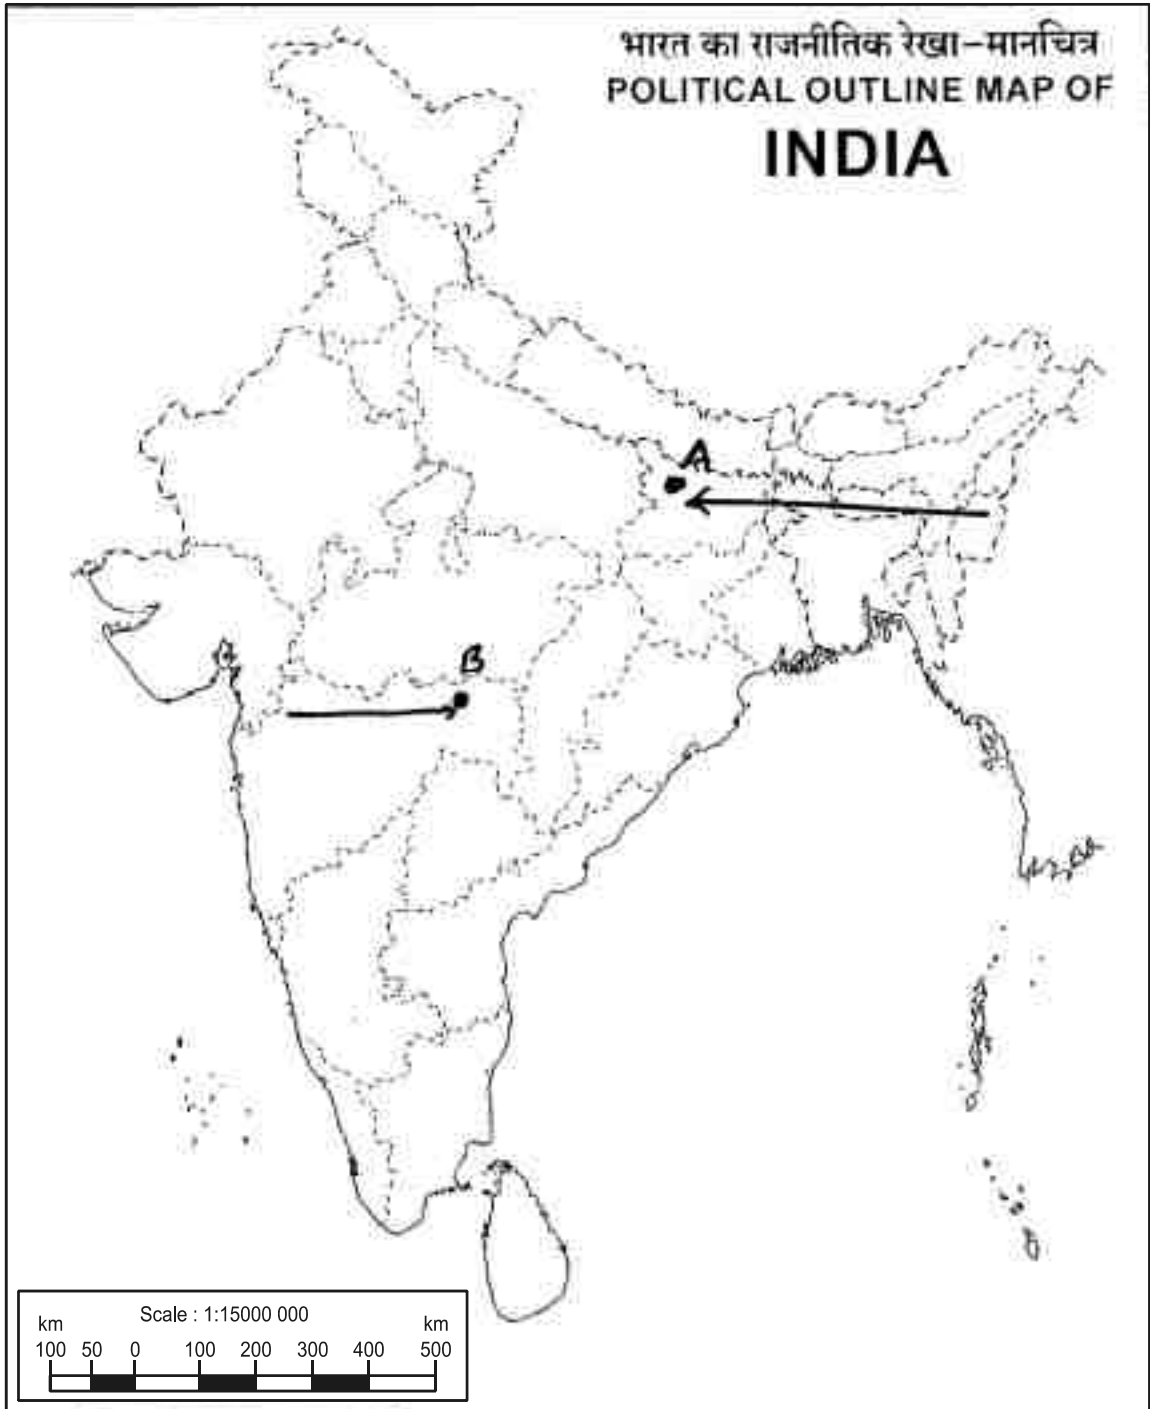 भारत का राजनीतिक रेखा-मानचित्र
POLITICAL OUTLINE MAP OF
INDIA
A
B
Scale : 1:15000 000
km km
100 50 0 100 200 300 400 500